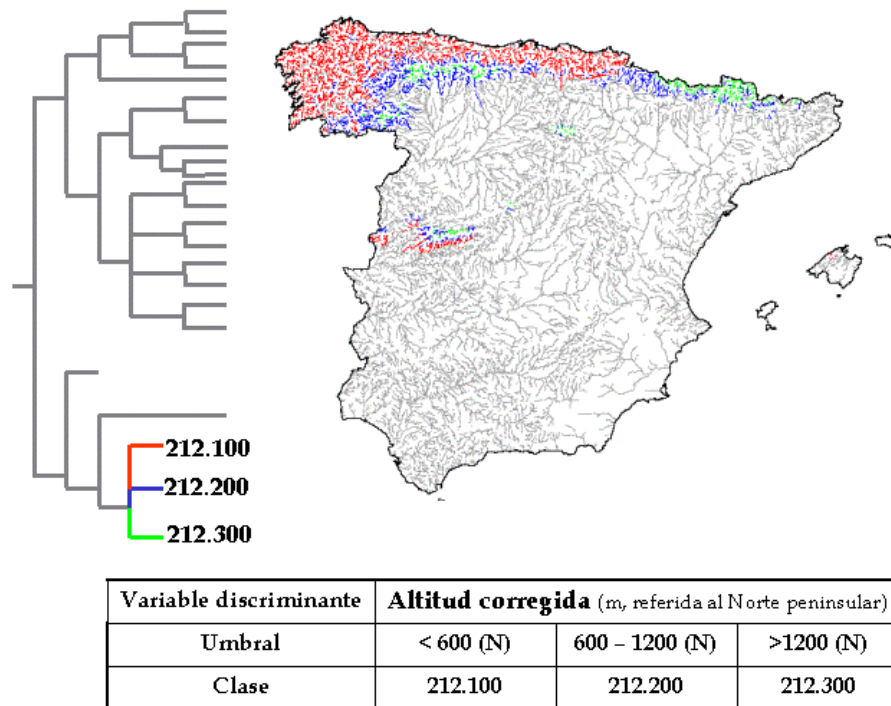 212.100
212.200
212.300
Variable discriminante Altitud corregida (m, referida al Norte peninsular)
Umbral < 600 (N) 600 – 1200 (N) >1200 (N)
Clase 212.100 212.200 212.300